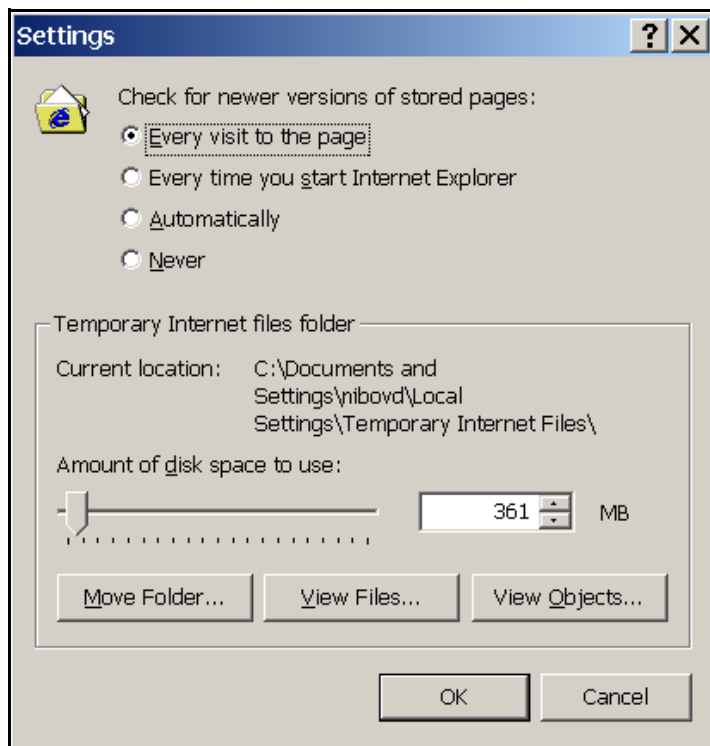 Settings
Check for newer versions of stored pages:
Every visit to the page
Every time you start Internet Explorer
Automatically
Never
Temporary Internet files folder
Current location: C:\Documents and
Settings\nibovd\Local
Settings\Temporary Internet Files\
Amount of disk space to use:
361 MB
Move Folder... View Files... View Objects...
OK Cancel